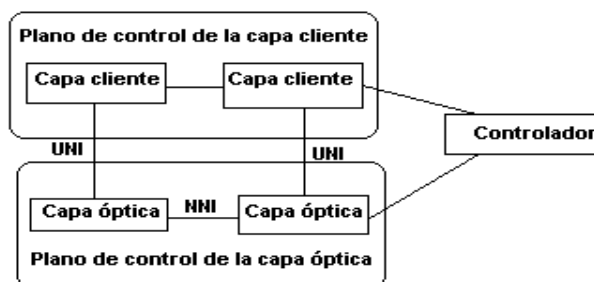 Plano de control de la capa cliente
Capa cliente
Capa cliente
Controlador
UNI
UNI
Capa óptica
NNI
Capa óptica
Plano de control de la capa óptica